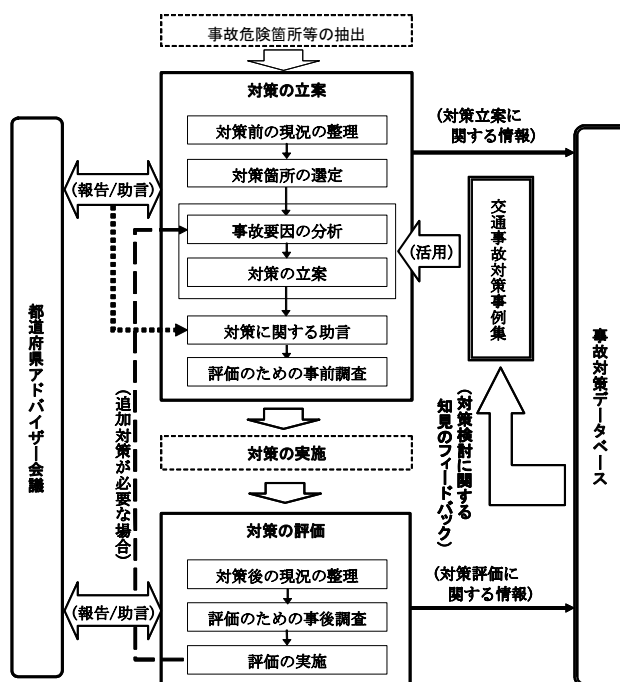 事故危険箇所等の抽出
対策の立案
対策前の現況の整理
対策箇所の選定
事故要因の分析
対策の立案
対策に関する助言
評価のための事前調査
対策の実施
対策の評価
対策後の現況の整理
評価のための事後調査
評価の実施
都道府県アドバイザー会議
(報告/助言)
(報告/助言)
(追加対策が必要な場合)
(対策立案に
関する情報)
(活用)
交通事故対策事例集
(対策検討に関する
知見のフィードバック)
(対策評価に
関する情報)
事故対策データベース